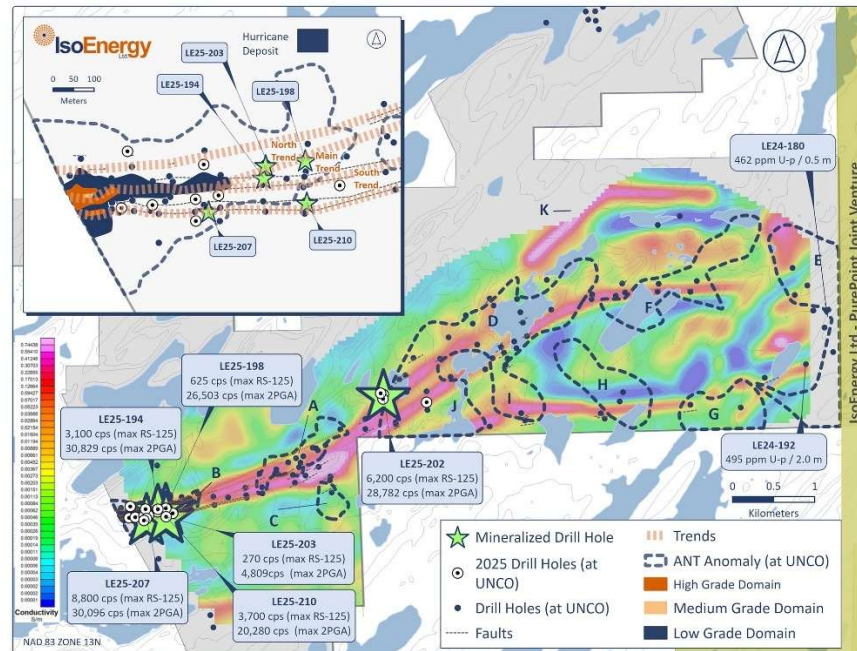 IsoEnergy
Ltd.
Hurricane
Deposit
0 50 100
Meters
LE25-203
LE25-194
LE25-198
North
Trend
Main
Trend
South
Trend
LE25-207
LE25-210
LE24-180
462 ppm U-p / 0.5 m
K
E
D
F
IsoEnergy Ltd. PurePoint Joint Venture
LE25-198
625 cps (max RS-125)
26,503 cps (max 2PGA)
A
I
H
J
G
LE25-194
3,100 cps (max RS-125)
30,829 cps (max 2PGA)
B
LE25-202
6,200 cps (max RS-125)
28,782 cps (max 2PGA)
LE24-192
495 ppm U-p / 2.0 m
C
0 0.5 1
Kilometers
LE25-203
270 cps (max RS-125)
4,809cps (max 2PGA)
LE25-207
8,800 cps (max RS-125)
30,096 cps (max 2PGA)
LE25-210
3,700 cps (max RS-125)
20,280 cps (max 2PGA)
Conductivity
S/m
NAD 83 ZONE 13N
Mineralized Drill Hole
2025 Drill Holes (at
UNCO)
Drill Holes (at UNCO)
Faults
Trends
ANT Anomaly (at UNCO)
High Grade Domain
Medium Grade Domain
Low Grade Domain